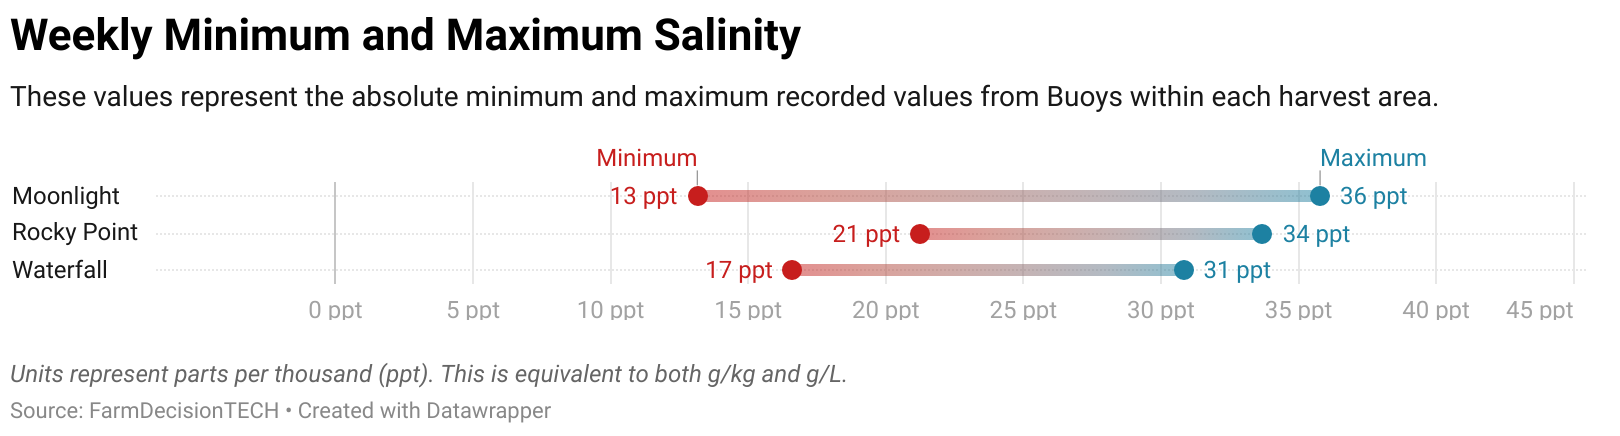 Weekly Minimum and Maximum Salinity
These values represent the absolute minimum and maximum recorded values from Buoys within each harvest area.
Minimum Maximum
Moonlight 13 ppt 36 ppt
Rocky Point 21 ppt 34 ppt
Waterfall 17 ppt 31 ppt
0 ppt 5 ppt 10 ppt 15 ppt 20 ppt 25 ppt 30 ppt 35 ppt 40 ppt 45 ppt
Units represent parts per thousand (ppt). This is equivalent to both g/kg and g/L.
Source: FarmDecisionTECH • Created with Datawrapper